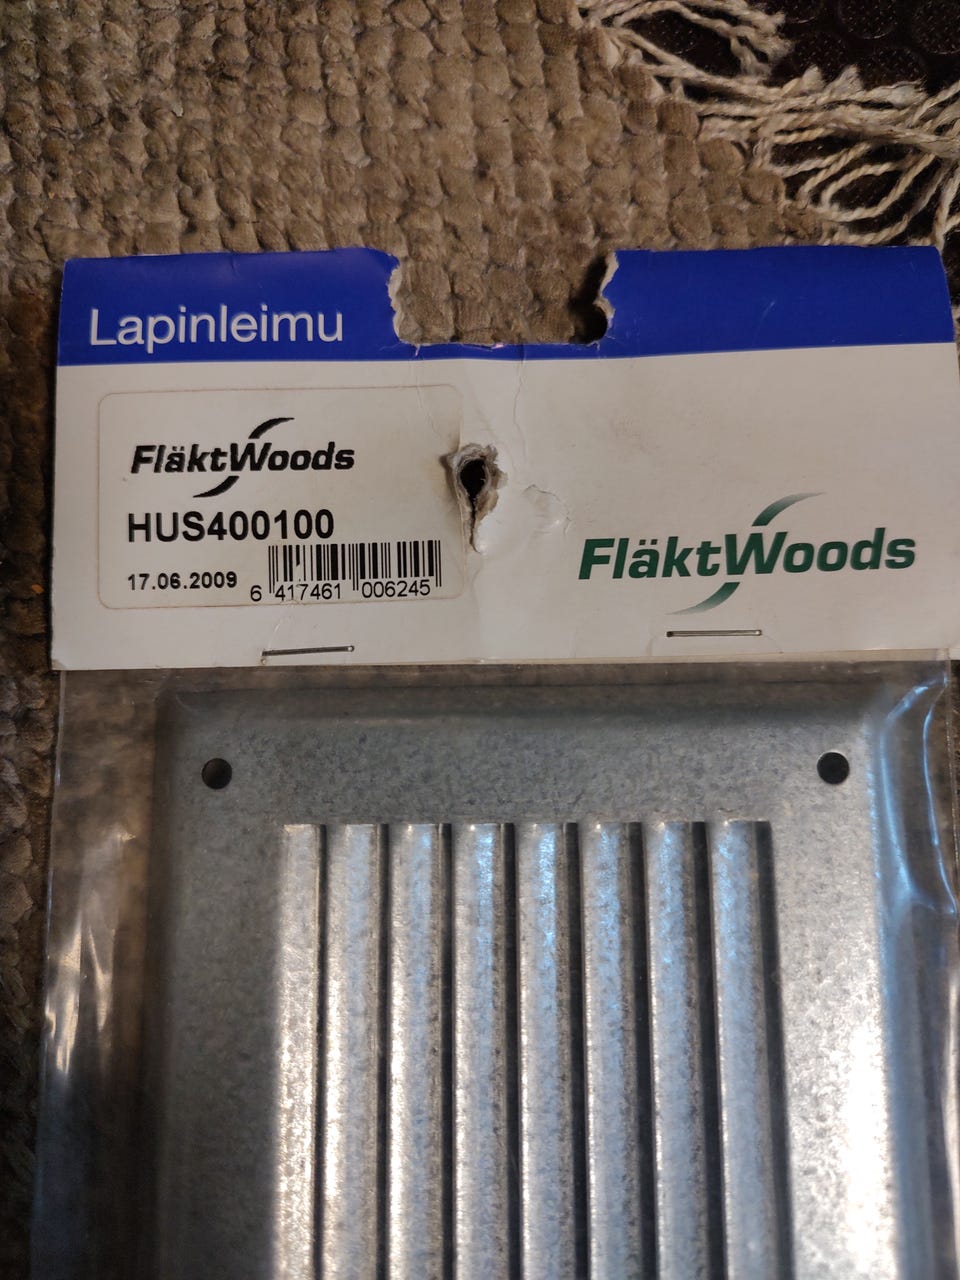 Lapinleimu
FläktWoods
HUS400100
17.06.2009
6 417461 006245
FläktWoods